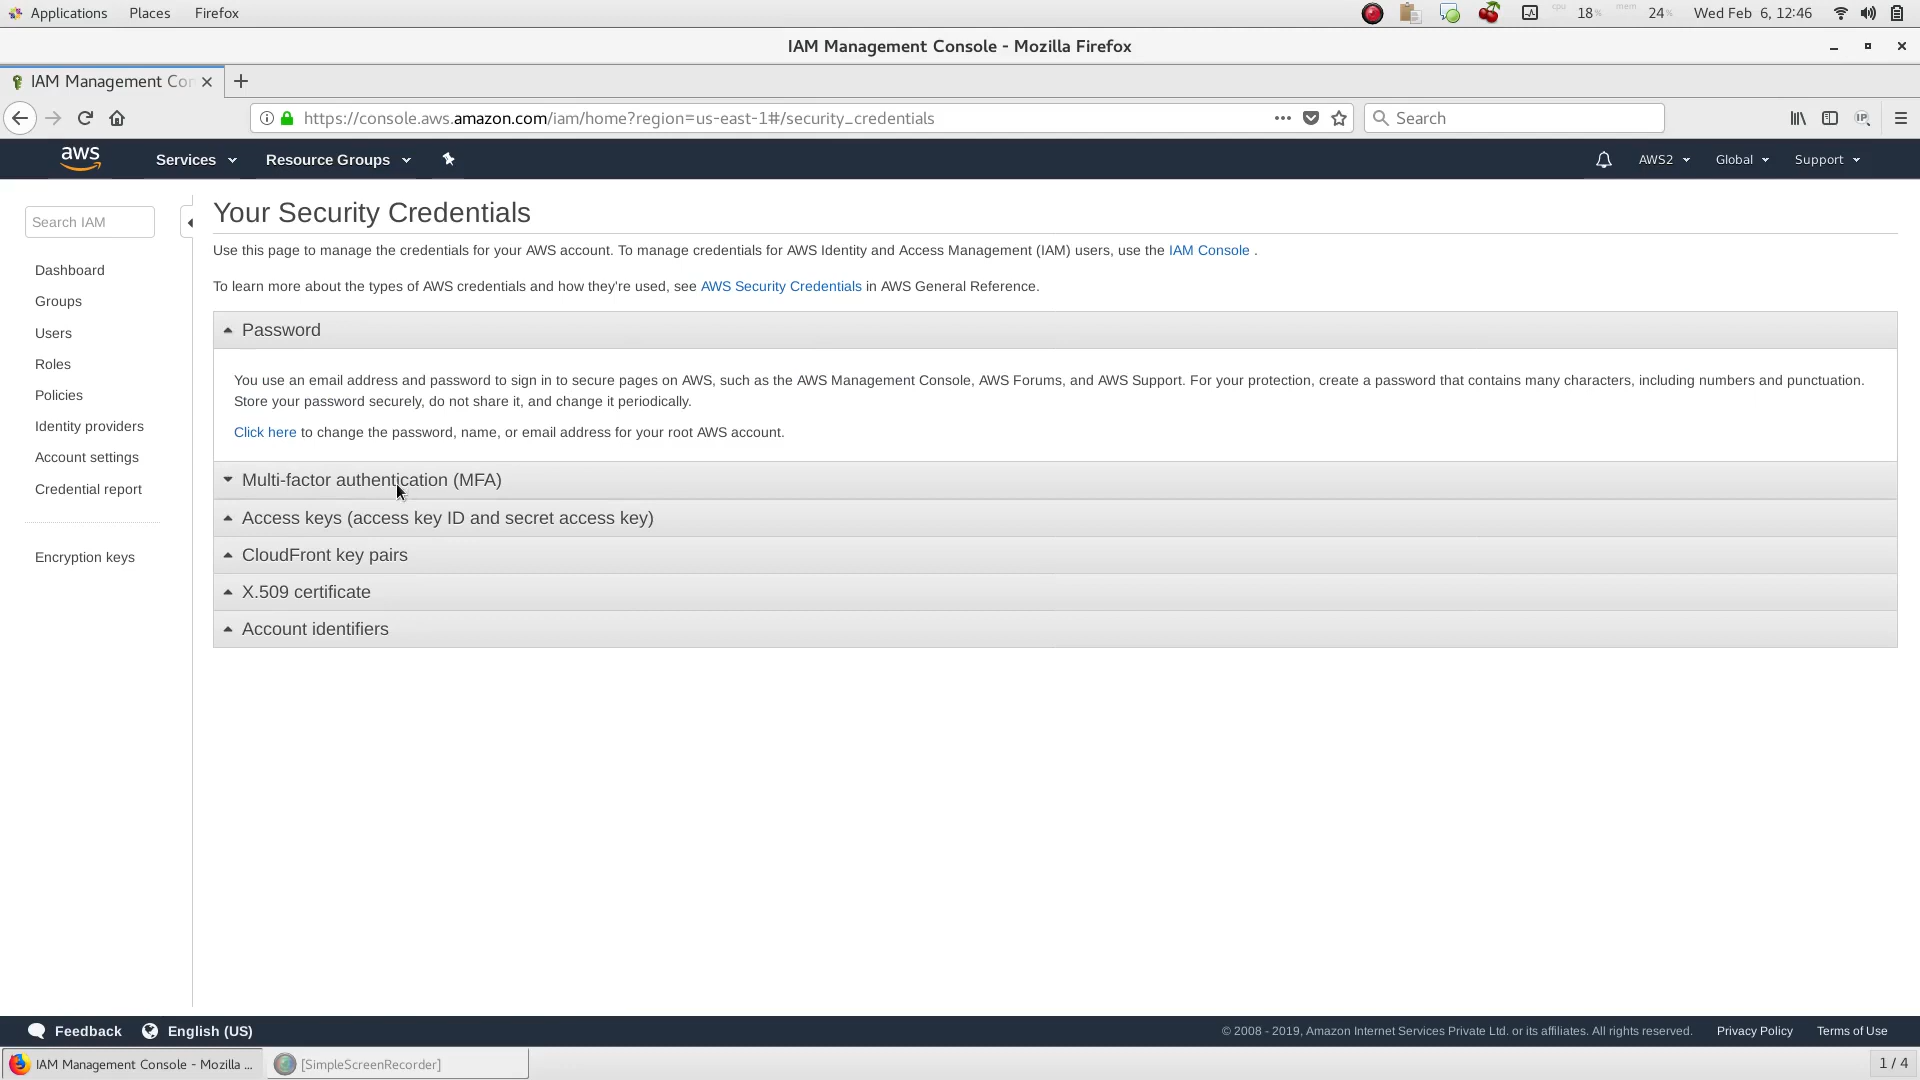 Applications Places Firefox
cpu 18% mem 24% Wed Feb 6, 12:46
IAM Management Console - Mozilla Firefox
IAM Management Con
https://console.aws.amazon.com/iam/home?region=us-east-1#/security_credentials
Search
IP
aws Services Resource Groups AWS2 Global Support
Search IAM
Dashboard
Groups
Users
Roles
Policies
Identity providers
Account settings
Credential report
Encryption keys
Your Security Credentials
Use this page to manage the credentials for your AWS account. To manage credentials for AWS Identity and Access Management (IAM) users, use the IAM Console .
To learn more about the types of AWS credentials and how they're used, see AWS Security Credentials in AWS General Reference.
Password
You use an email address and password to sign in to secure pages on AWS, such as the AWS Management Console, AWS Forums, and AWS Support. For your protection, create a password that contains many characters, including numbers and punctuation.
Store your password securely, do not share it, and change it periodically.
Click here to change the password, name, or email address for your root AWS account.
Multi-factor authentication (MFA)
Access keys (access key ID and secret access key)
CloudFront key pairs
X.509 certificate
Account identifiers
Feedback English (US) © 2008 - 2019, Amazon Internet Services Private Ltd. or its affiliates. All rights reserved. Privacy Policy Terms of Use
IAM Management Console - Mozilla ... [SimpleScreenRecorder] 1 / 4